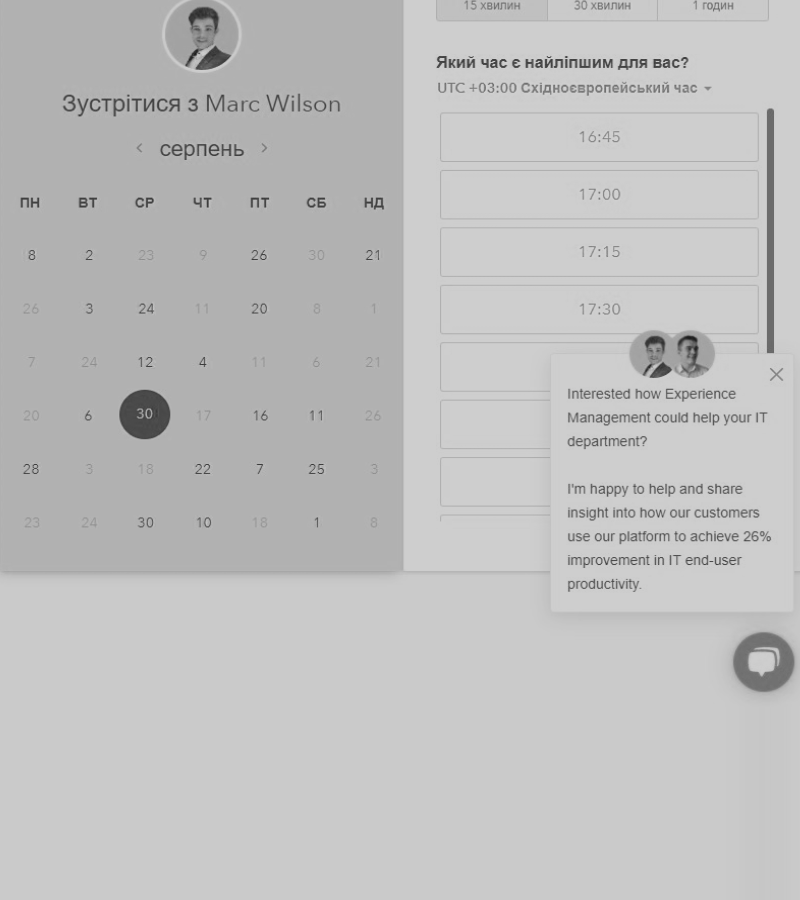 Зустрітися з Marc Wilson
серпень
ПН ВТ СР ЧТ ПТ СБ НД
8 2 23 9 26 30 21
26 3 24 11 20 8 1
7 24 12 4 11 6 21
20 6 30 17 16 11 26
28 3 18 22 7 25 3
23 24 30 10 18 1 8
15 хвилин 30 хвилин 1 годин
Який час є найліпшим для вас?
UTC +03:00 Східноєвропейський час
16:45
17:00
17:15
17:30
Interested how Experience
Management could help your IT
department?
I'm happy to help and share
insight into how our customers
use our platform to achieve 26%
improvement in IT end-user
productivity.